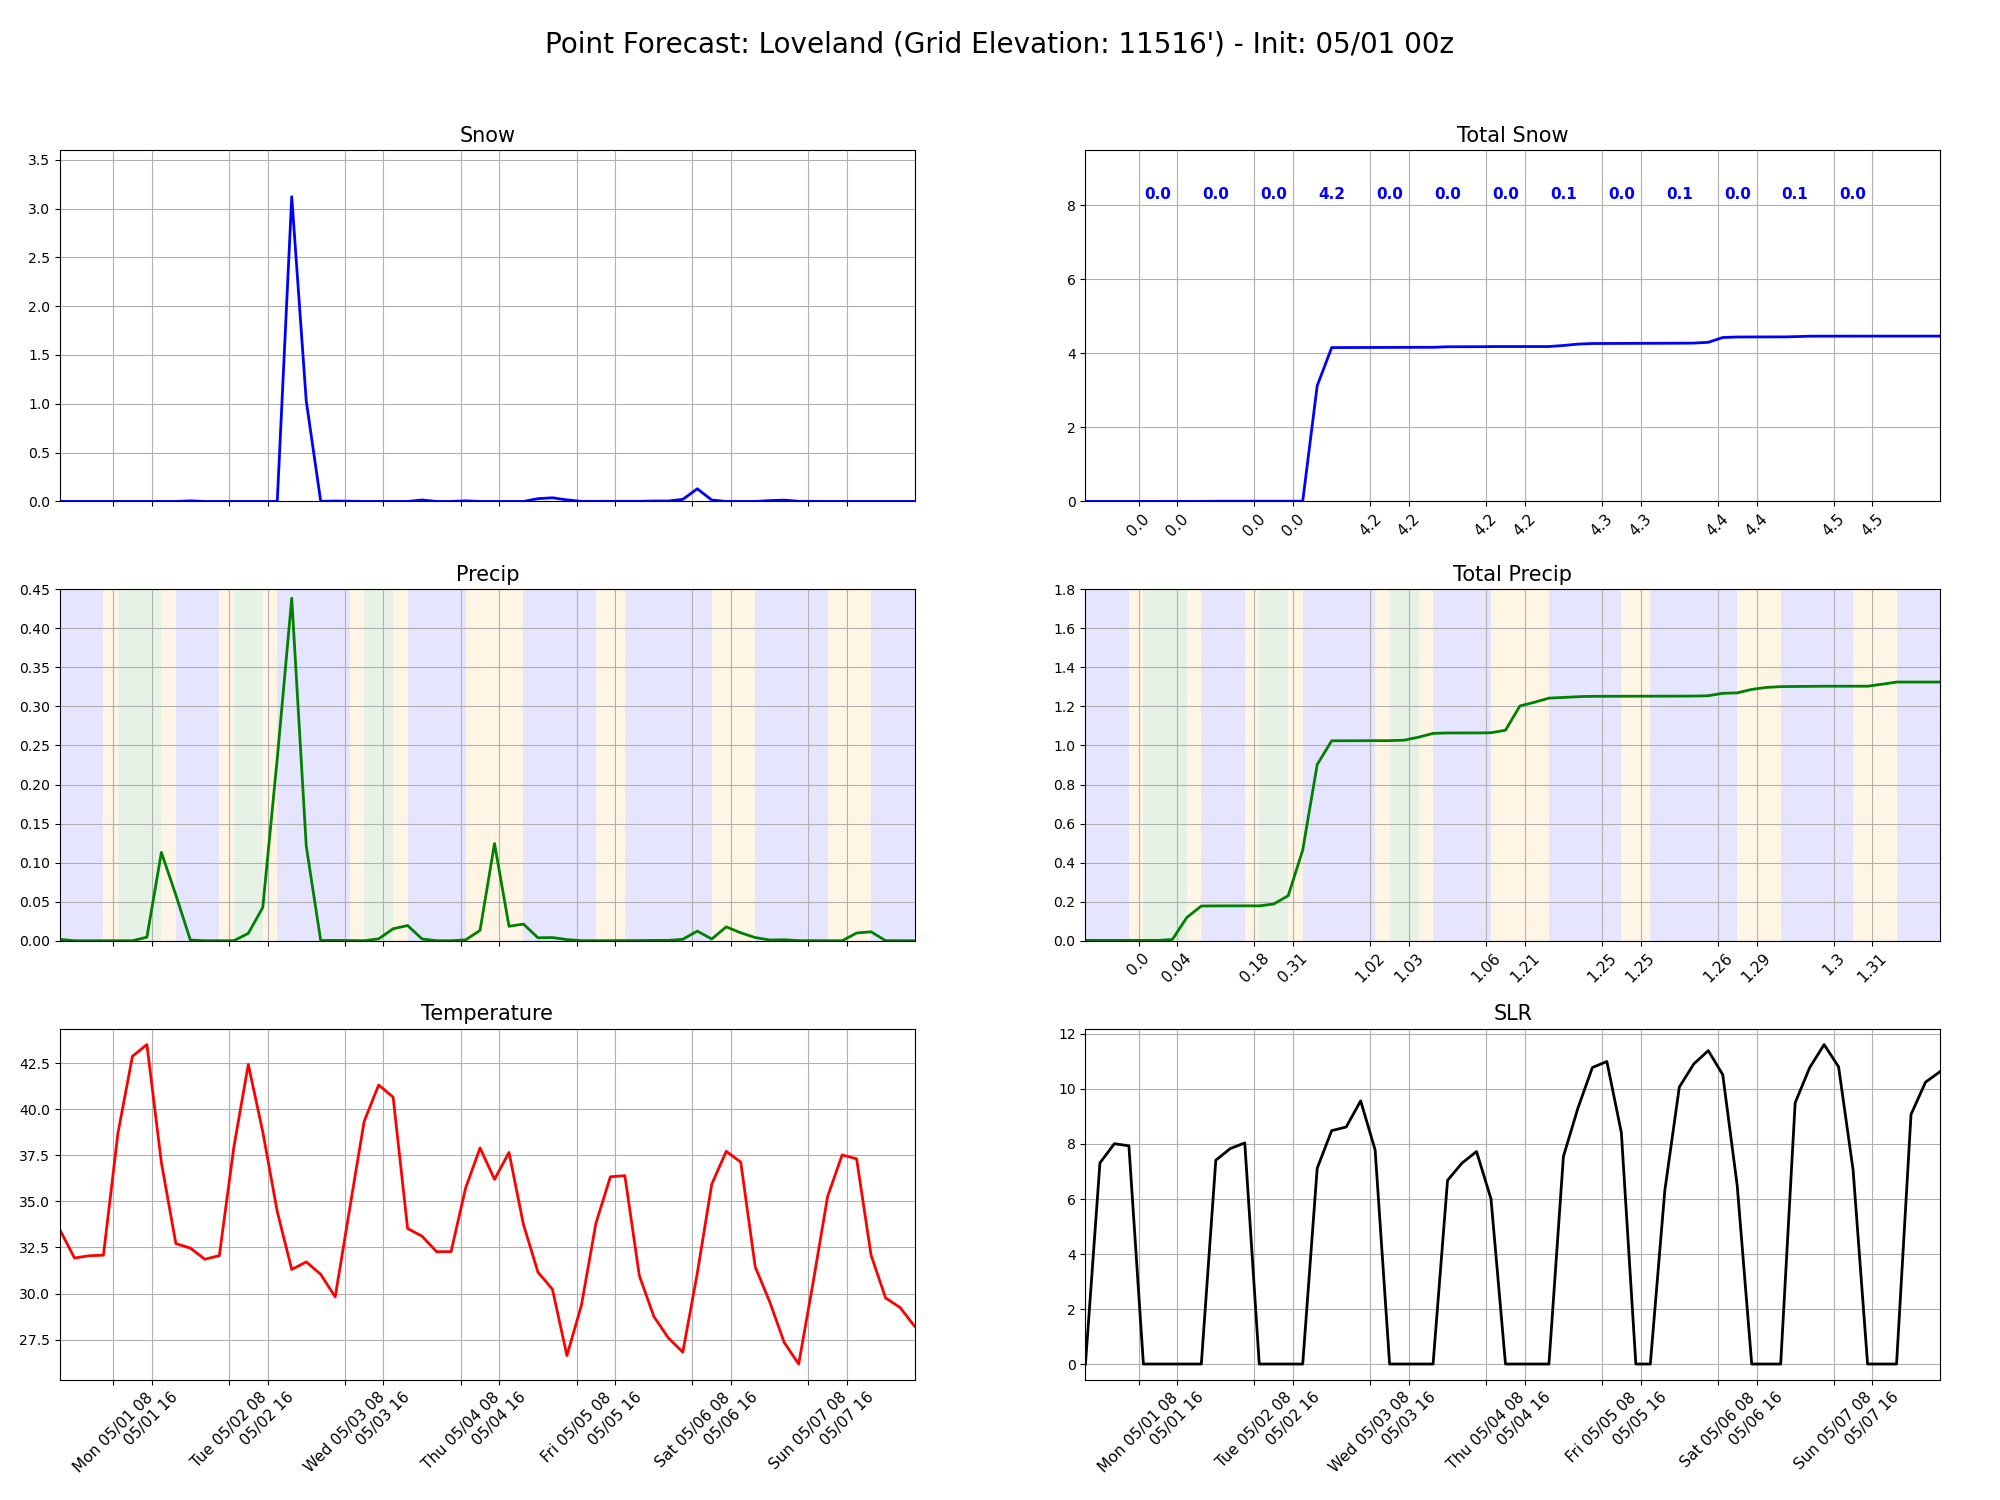 Point Forecast: Loveland (Grid Elevation: 11516') - Init: 05/01 00z
Snow
3.5
3.0
2.5
2.0
1.5
1.0
0.5
0.0
Total Snow
0.0 0.0 0.0 4.2 0.0 0.0 0.0 0.1 0.0 0.1 0.0 0.1 0.0
8
6
4
2
0
0.0 0.0 0.0 0.0 4.2 4.2 4.2 4.2 4.3 4.3 4.4 4.4 4.5 4.5
Precip
0.45
0.40
0.35
0.30
0.25
0.20
0.15
0.10
0.05
0.00
Total Precip
1.8
1.6
1.4
1.2
1.0
0.8
0.6
0.4
0.2
0.0
0.0 0.04 0.18 0.31 1.02 1.03 1.06 1.21 1.25 1.25 1.26 1.29 1.3 1.31
Temperature
42.5
40.0
37.5
35.0
32.5
30.0
27.5
Mon 05/01 08
05/01 16
Tue 05/02 08
05/02 16
Wed 05/03 08
05/03 16
Thu 05/04 08
05/04 16
Fri 05/05 08
05/05 16
Sat 05/06 08
05/06 16
Sun 05/07 08
05/07 16
SLR
12
10
8
6
4
2
0
Mon 05/01 08
05/01 16
Tue 05/02 08
05/02 16
Wed 05/03 08
05/03 16
Thu 05/04 08
05/04 16
Fri 05/05 08
05/05 16
Sat 05/06 08
05/06 16
Sun 05/07 08
05/07 16